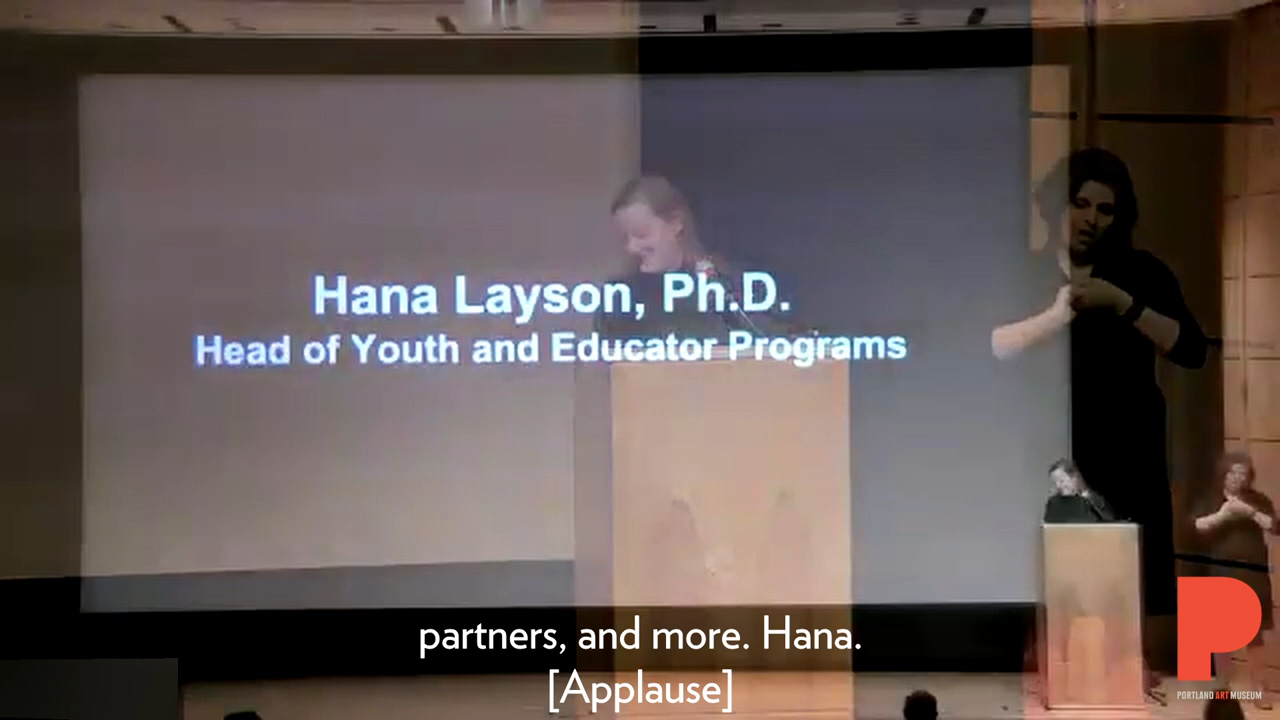 Hana Layson, Ph.D.
Head of Youth and Educator Programs
partners, and more. Hana.
[Applause]
P
PORTLAND ART MUSEUM